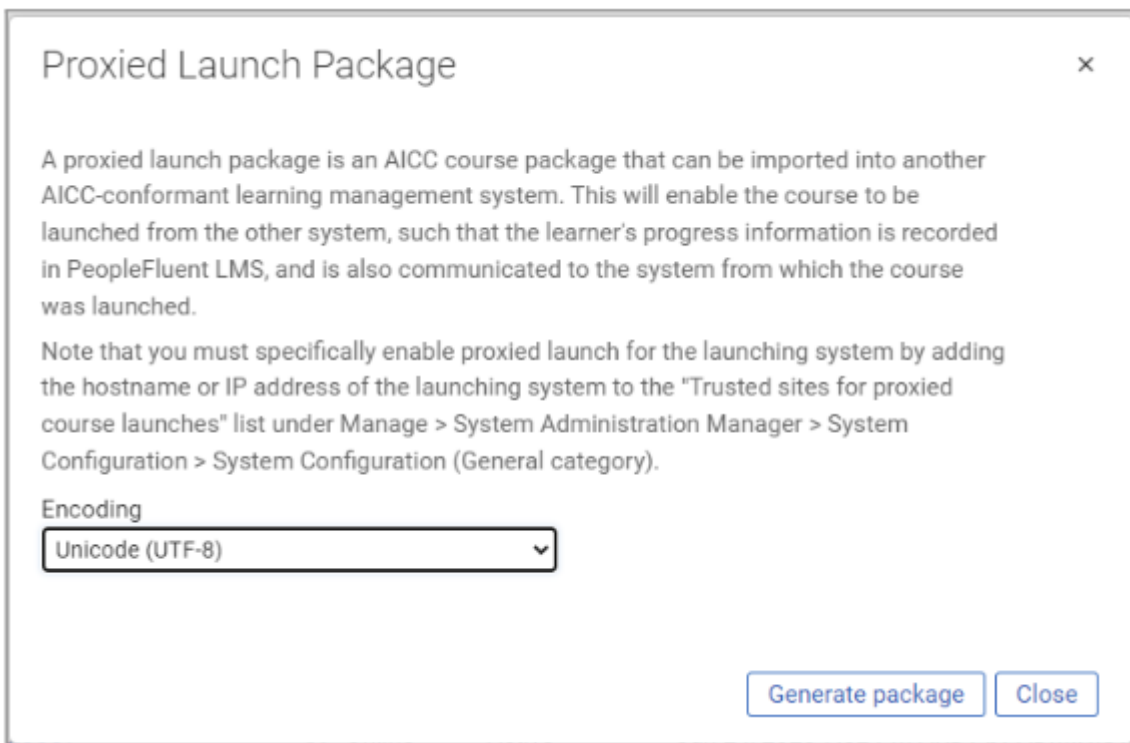 Proxied Launch Package ×
A proxied launch package is an AICC course package that can be imported into another
AICC-conformant learning management system. This will enable the course to be
launched from the other system, such that the learner's progress information is recorded
in PeopleFluent LMS, and is also communicated to the system from which the course
was launched.
Note that you must specifically enable proxied launch for the launching system by adding
the hostname or IP address of the launching system to the "Trusted sites for proxied
course launches" list under Manage > System Administration Manager > System
Configuration > System Configuration (General category).
Encoding
Unicode (UTF-8)
Generate package Close